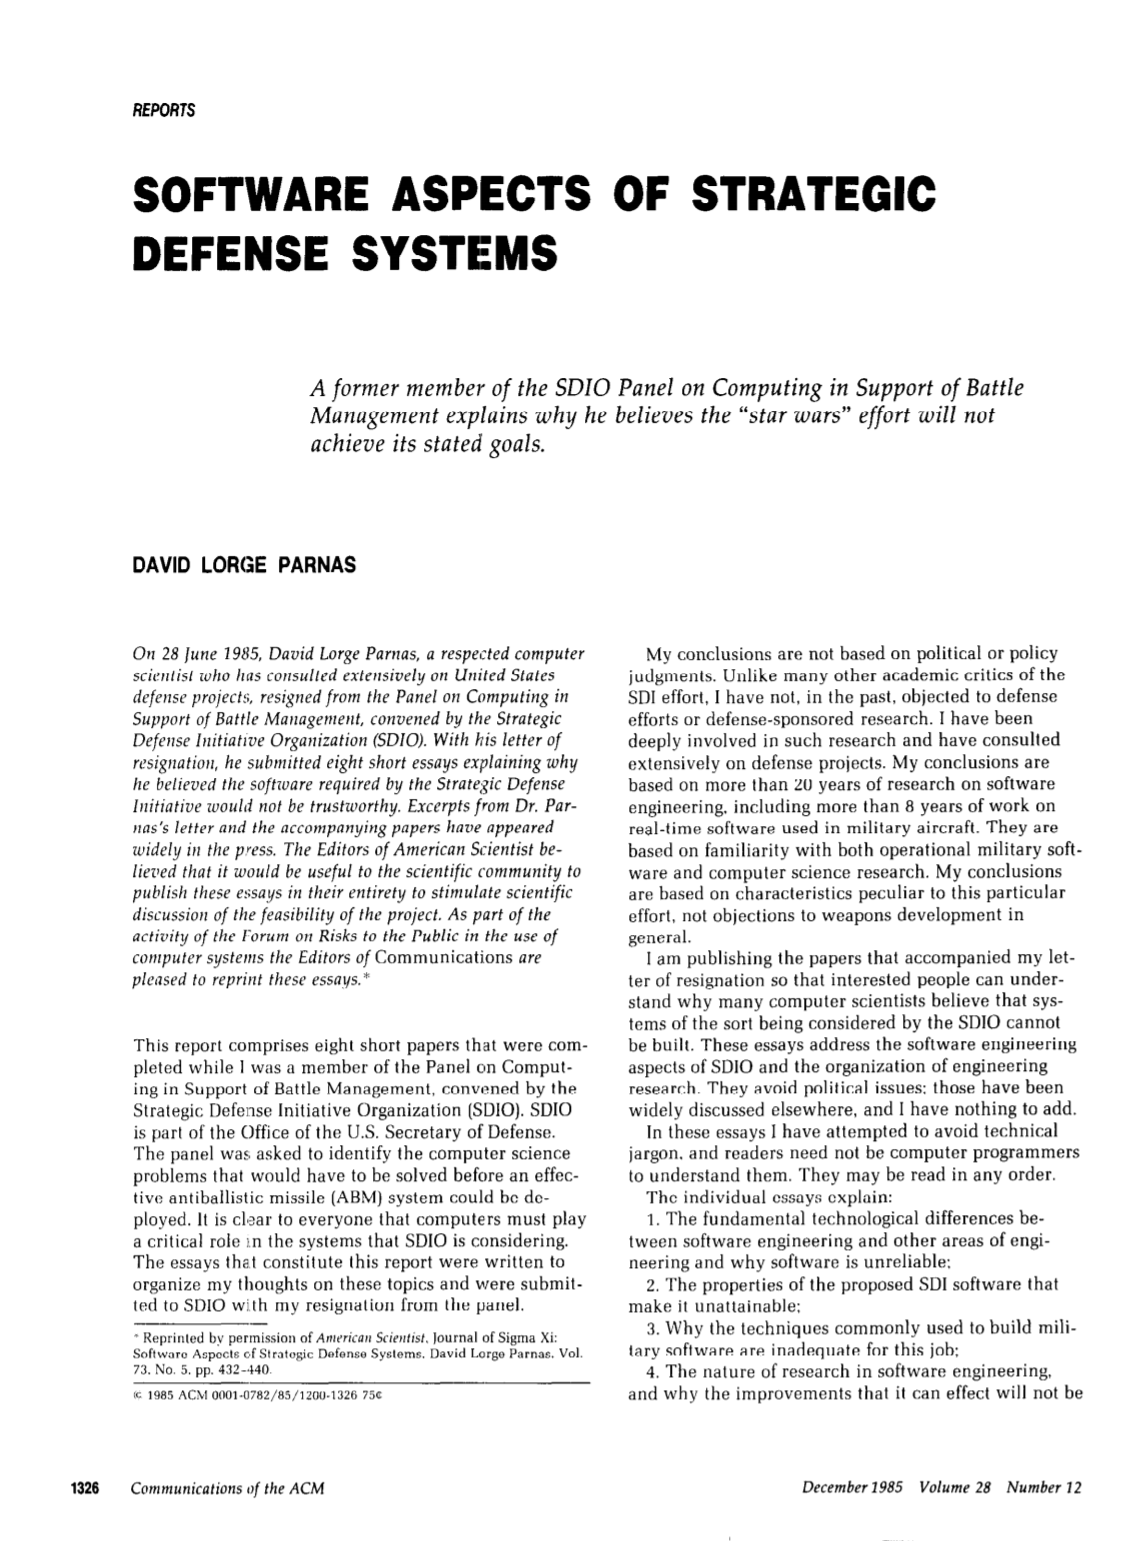 REPORTS
SOFTWARE ASPECTS OF STRATEGIC
DEFENSE SYSTEMS
A former member of the SDIO Panel on Computing in Support of Battle
Management explains why he believes the “star wars” effort will not
achieve its stated goals.
DAVID LORGE PARNAS
On 28 June 1985, David Lorge Parnas, a respected computer
scientist who has consulted extensively on United States
defense projects, resigned from the Panel on Computing in
Support of Battle Management, convened by the Strategic
Defense Initiative Organization (SDIO). With his letter of
resignation, he submitted eight short essays explaining why
he believed the software required by the Strategic Defense
Initiative would not be trustworthy. Excerpts from Dr. Par-
nas's letter and the accompanying papers have appeared
widely in the press. The Editors of American Scientist be-
lieved that it would be useful to the scientific community to
publish these essays in their entirety to stimulate scientific
discussion of the feasibility of the project. As part of the
activity of the Forum on Risks to the Public in the use of
computer systems the Editors of Communications are
pleased to reprint these essays.*
This report comprises eight short papers that were com-
pleted while I was a member of the Panel on Comput-
ing in Support of Battle Management, convened by the
Strategic Defense Initiative Organization (SDIO). SDIO
is part of the Office of the U.S. Secretary of Defense.
The panel was asked to identify the computer science
problems that would have to be solved before an effec-
tive antiballistic missile (ABM) system could be de-
ployed. It is clear to everyone that computers must play
a critical role in the systems that SDIO is considering.
The essays that constitute this report were written to
organize my thoughts on these topics and were submit-
ted to SDIO with my resignation from the panel.
* Reprinted by permission of American Scientist, Journal of Sigma Xi:
Software Aspects of Strategic Defense Systems. David Lorge Parnas. Vol.
73. No. 5. pp. 432-440.
© 1985 ACM 0001-0782/85/1200-1326 75¢
My conclusions are not based on political or policy
judgments. Unlike many other academic critics of the
SDI effort, I have not, in the past, objected to defense
efforts or defense-sponsored research. I have been
deeply involved in such research and have consulted
extensively on defense projects. My conclusions are
based on more than 20 years of research on software
engineering, including more than 8 years of work on
real-time software used in military aircraft. They are
based on familiarity with both operational military soft-
ware and computer science research. My conclusions
are based on characteristics peculiar to this particular
effort, not objections to weapons development in
general.
I am publishing the papers that accompanied my let-
ter of resignation so that interested people can under-
stand why many computer scientists believe that sys-
tems of the sort being considered by the SDIO cannot
be built. These essays address the software engineering
aspects of SDIO and the organization of engineering
research. They avoid political issues; those have been
widely discussed elsewhere, and I have nothing to add.
In these essays I have attempted to avoid technical
jargon, and readers need not be computer programmers
to understand them. They may be read in any order.
The individual essays explain:
1. The fundamental technological differences be-
tween software engineering and other areas of engi-
neering and why software is unreliable;
2. The properties of the proposed SDI software that
make it unattainable;
3. Why the techniques commonly used to build mili-
tary software are inadequate for this job;
4. The nature of research in software engineering,
and why the improvements that it can effect will not be
1326 Communications of the ACM
December 1985 Volume 28 Number 12